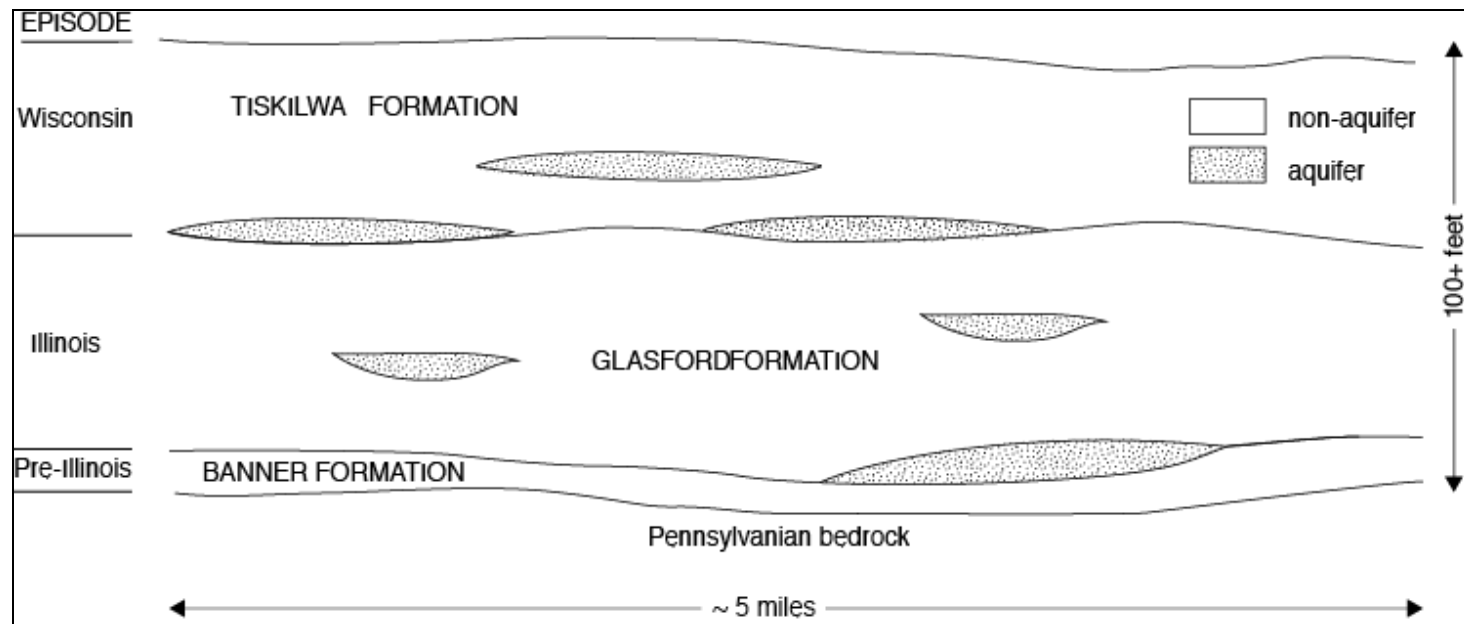 EPISODE
Wisconsin
TISKILWA FORMATION
non-aquifer
aquifer
100+ feet
Illinois
GLASFORDFORMATION
Pre-Illinois
BANNER FORMATION
Pennsylvanian bedrock
~ 5 miles